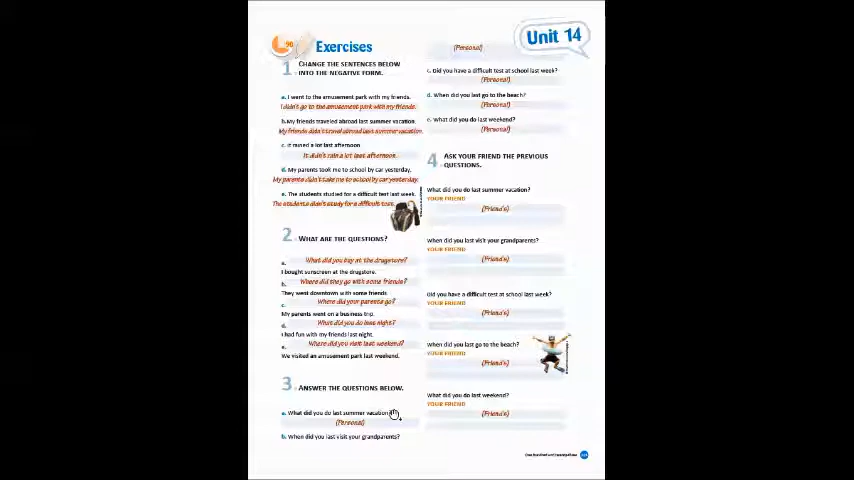 90
Exercises
Unit 14
1. CHANGE THE SENTENCES BELOW
INTO THE NEGATIVE FORM.
a. I went to the amusement park with my friends.
I didn't go to the amusement park with my friends.
b. My friends traveled abroad last summer vacation.
My friends didn't travel abroad last summer vacation.
c. It rained a lot last afternoon
It didn't rain a lot last afternoon.
d. My parents took me to school by car yesterday.
My parents didn't take me to school by car yesterday.
e. The students studied for a difficult test last week.
The students didn't study for a difficult test.
2. WHAT ARE THE QUESTIONS?
a. What did you buy at the drugstore?
I bought sunscreen at the drugstore.
b. Where did they go with some friends?
They went downtown with some friends
c. Where did your parents go?
My parents went on a business trip.
d. What did you do last night?
I had fun with my friends last night.
e. Where did you visit last weekend?
We visited an amusement park last weekend.
3. ANSWER THE QUESTIONS BELOW.
a. What did you do last summer vacation
(Personal)
b. When did you last visit your grandparents?
(Personal)
c. Did you have a difficult test at school last week?
(Personal)
d. When did you last go to the beach?
(Personal)
e. What did you do last weekend?
(Personal)
4. ASK YOUR FRIEND THE PREVIOUS
QUESTIONS.
What did you do last summer vacation?
YOUR FRIEND
(Friend's)
When did you last visit your grandparents?
YOUR FRIEND
(Friend's)
Did you have a difficult test at school last week?
YOUR FRIEND
(Friend's)
When did you last go to the beach?
YOUR FRIEND
(Friend's)
What did you do last weekend?
YOUR FRIEND
(Friend's)